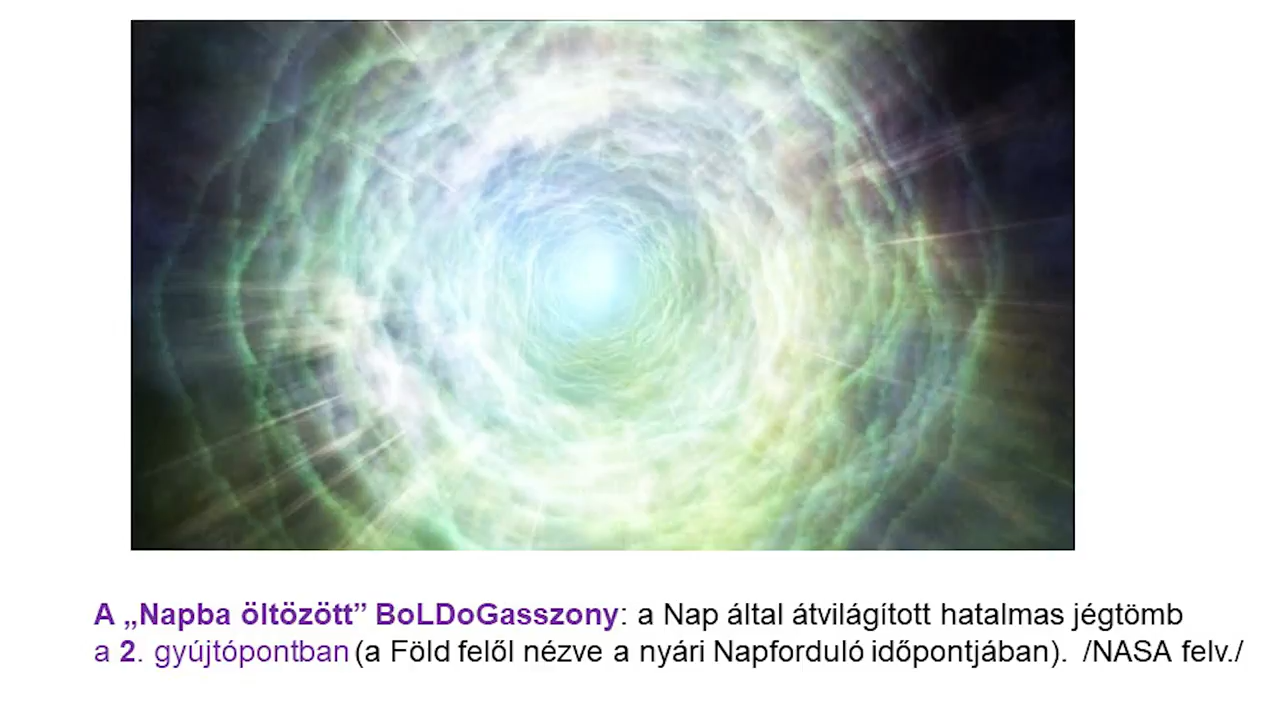 A „Napba öltözött” BoLDoGasszony: a Nap által átvilágított hatalmas jégtömb
a 2. gyújtópontban (a Föld felől nézve a nyári Napforduló időpontjában). /NASA felv./